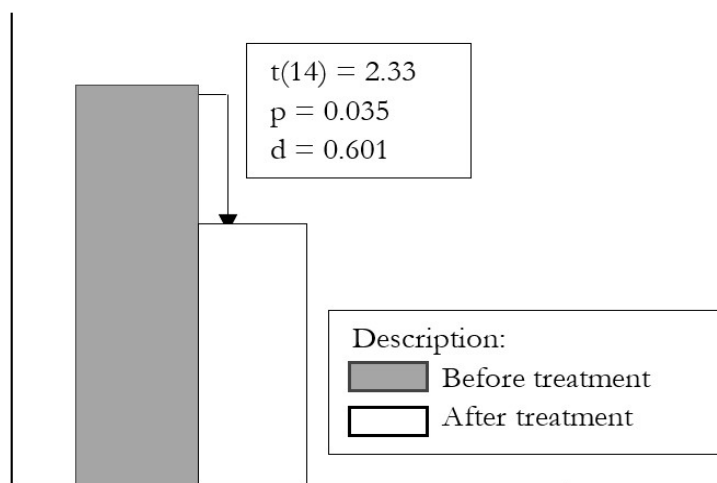 t(14) = 2.33
p = 0.035
d = 0.601
Description:
Before treatment
After treatment